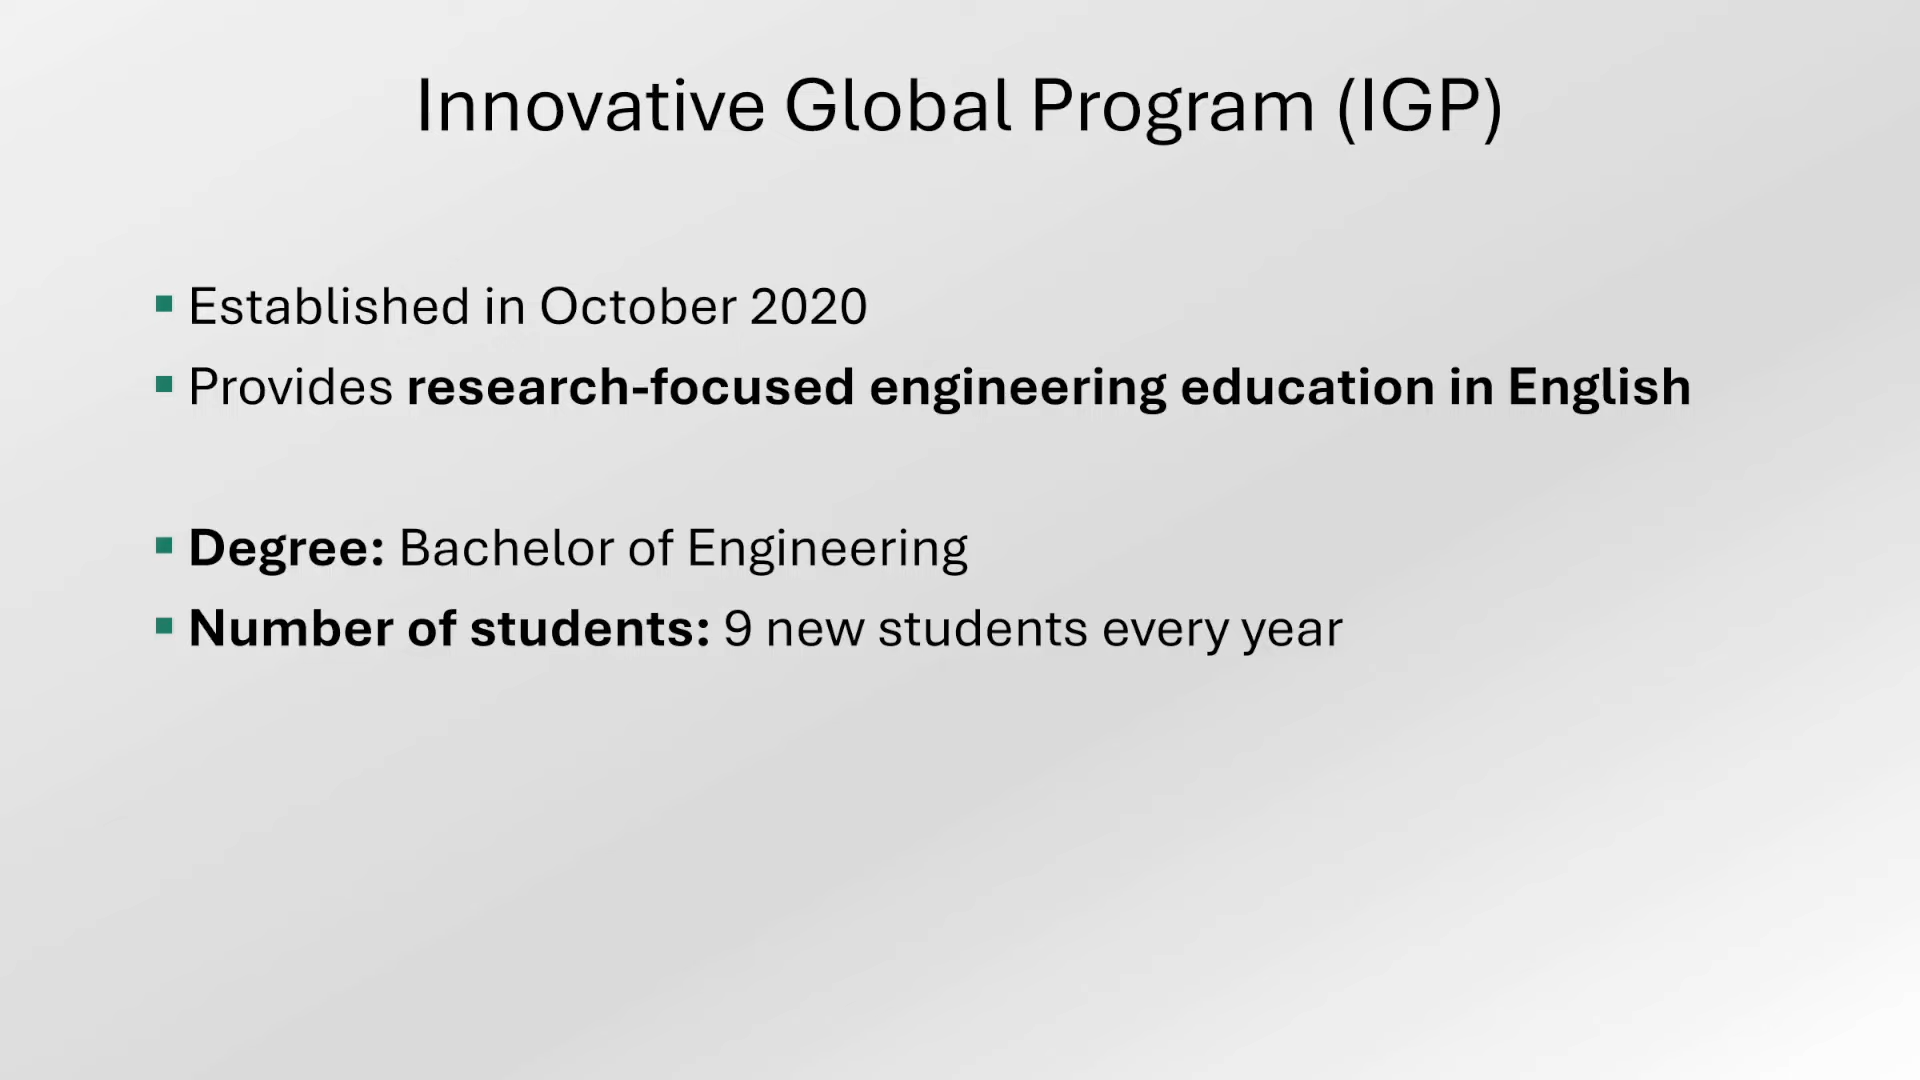 Innovative Global Program (IGP)
▪ Established in October 2020
▪ Provides research-focused engineering education in English
▪ Degree: Bachelor of Engineering
▪ Number of students: 9 new students every year